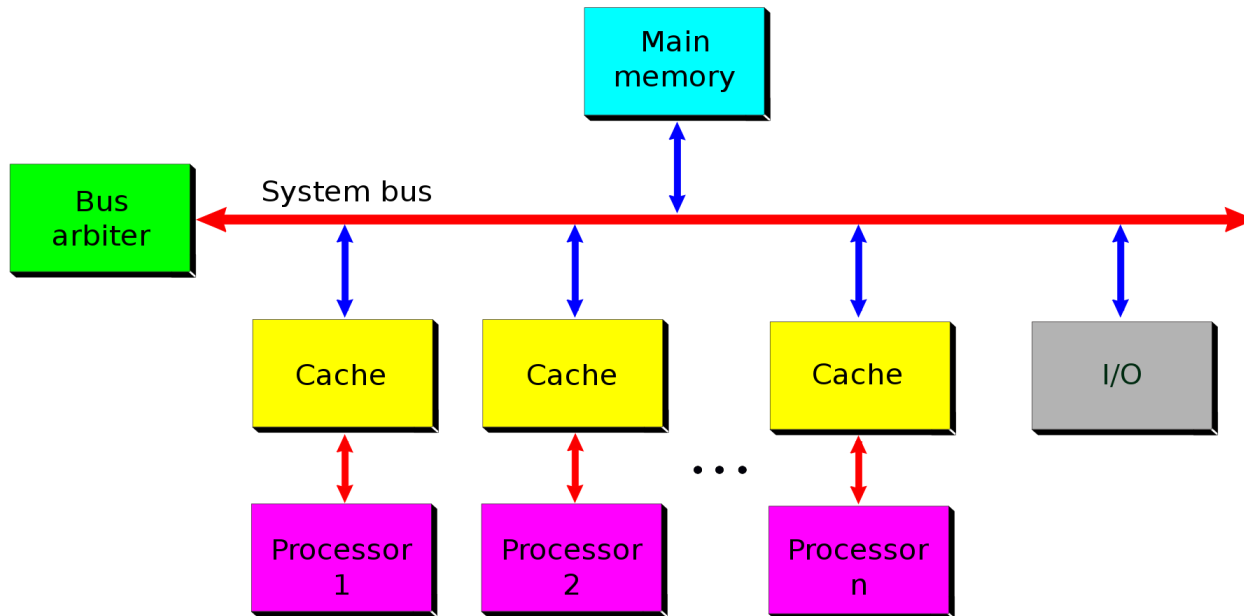 Main
memory
Bus
arbiter
System bus
Cache
Cache
Cache
I/O
...
Processor
1
Processor
2
Processor
n